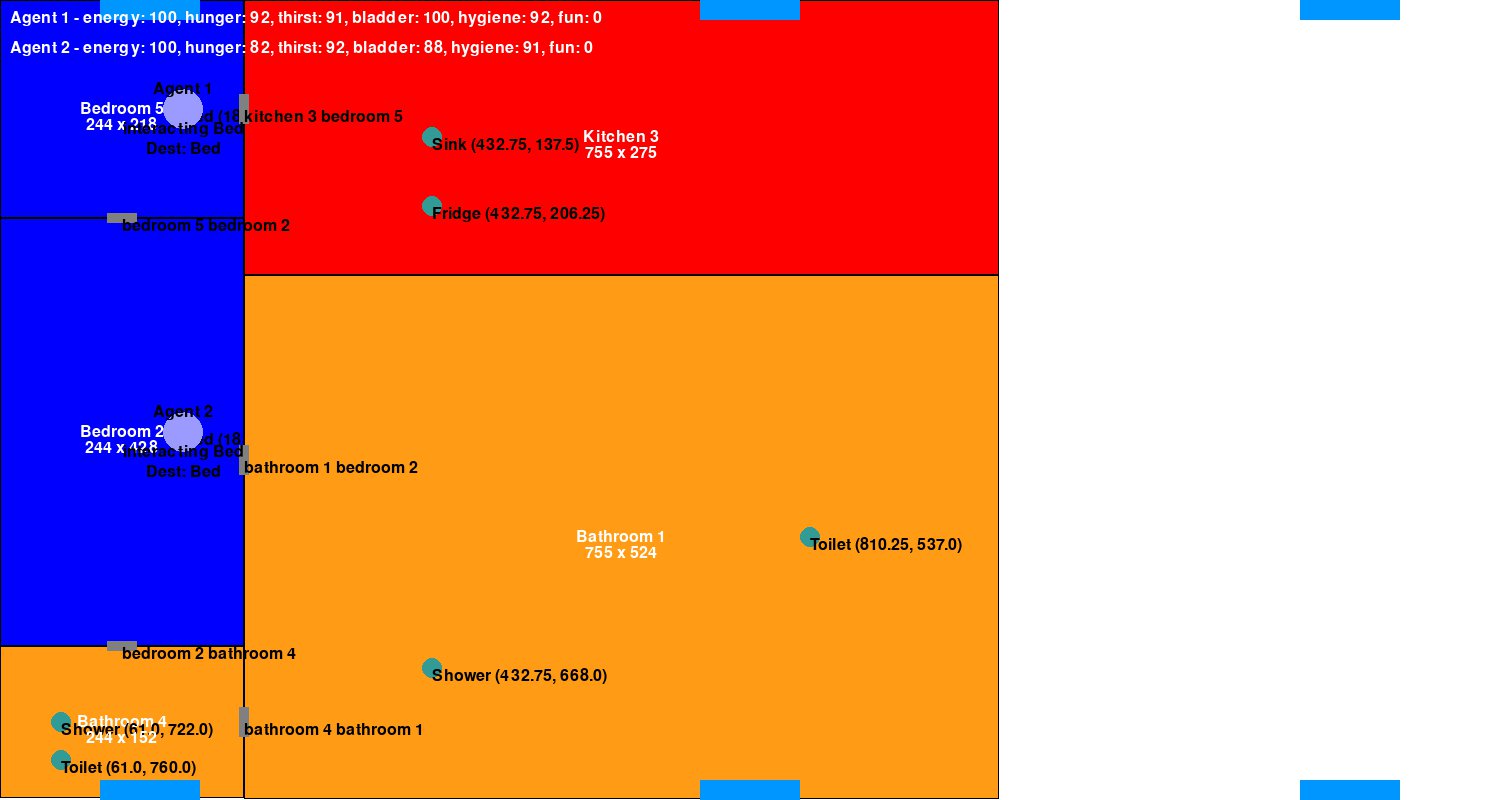 Agent 1 - energy: 100, hunger: 92, thirst: 91, bladder: 100, hygiene: 92, fun: 0
Agent 2 - energy: 100, hunger: 82, thirst: 92, bladder: 88, hygiene: 91, fun: 0
Agent 1
Bedroom 5
244 x 218
(18
kitchen 3 bedroom 5
Interacting Bed
Dest: Bed
Sink (432.75, 137.5)
Kitchen 3
755 x 275
Fridge (432.75, 206.25)
bedroom 5 bedroom 2
Agent 2
Bedroom 2
244 x 428
(18
Interacting Bed
Dest: Bed
bathroom 1 bedroom 2
Bathroom 1
755 x 524
Toilet (810.25, 537.0)
bedroom 2 bathroom 4
Shower (432.75, 668.0)
Bathroom 4
244 x 152
Shower (61.0, 722.0)
bathroom 4 bathroom 1
Toilet (61.0, 760.0)